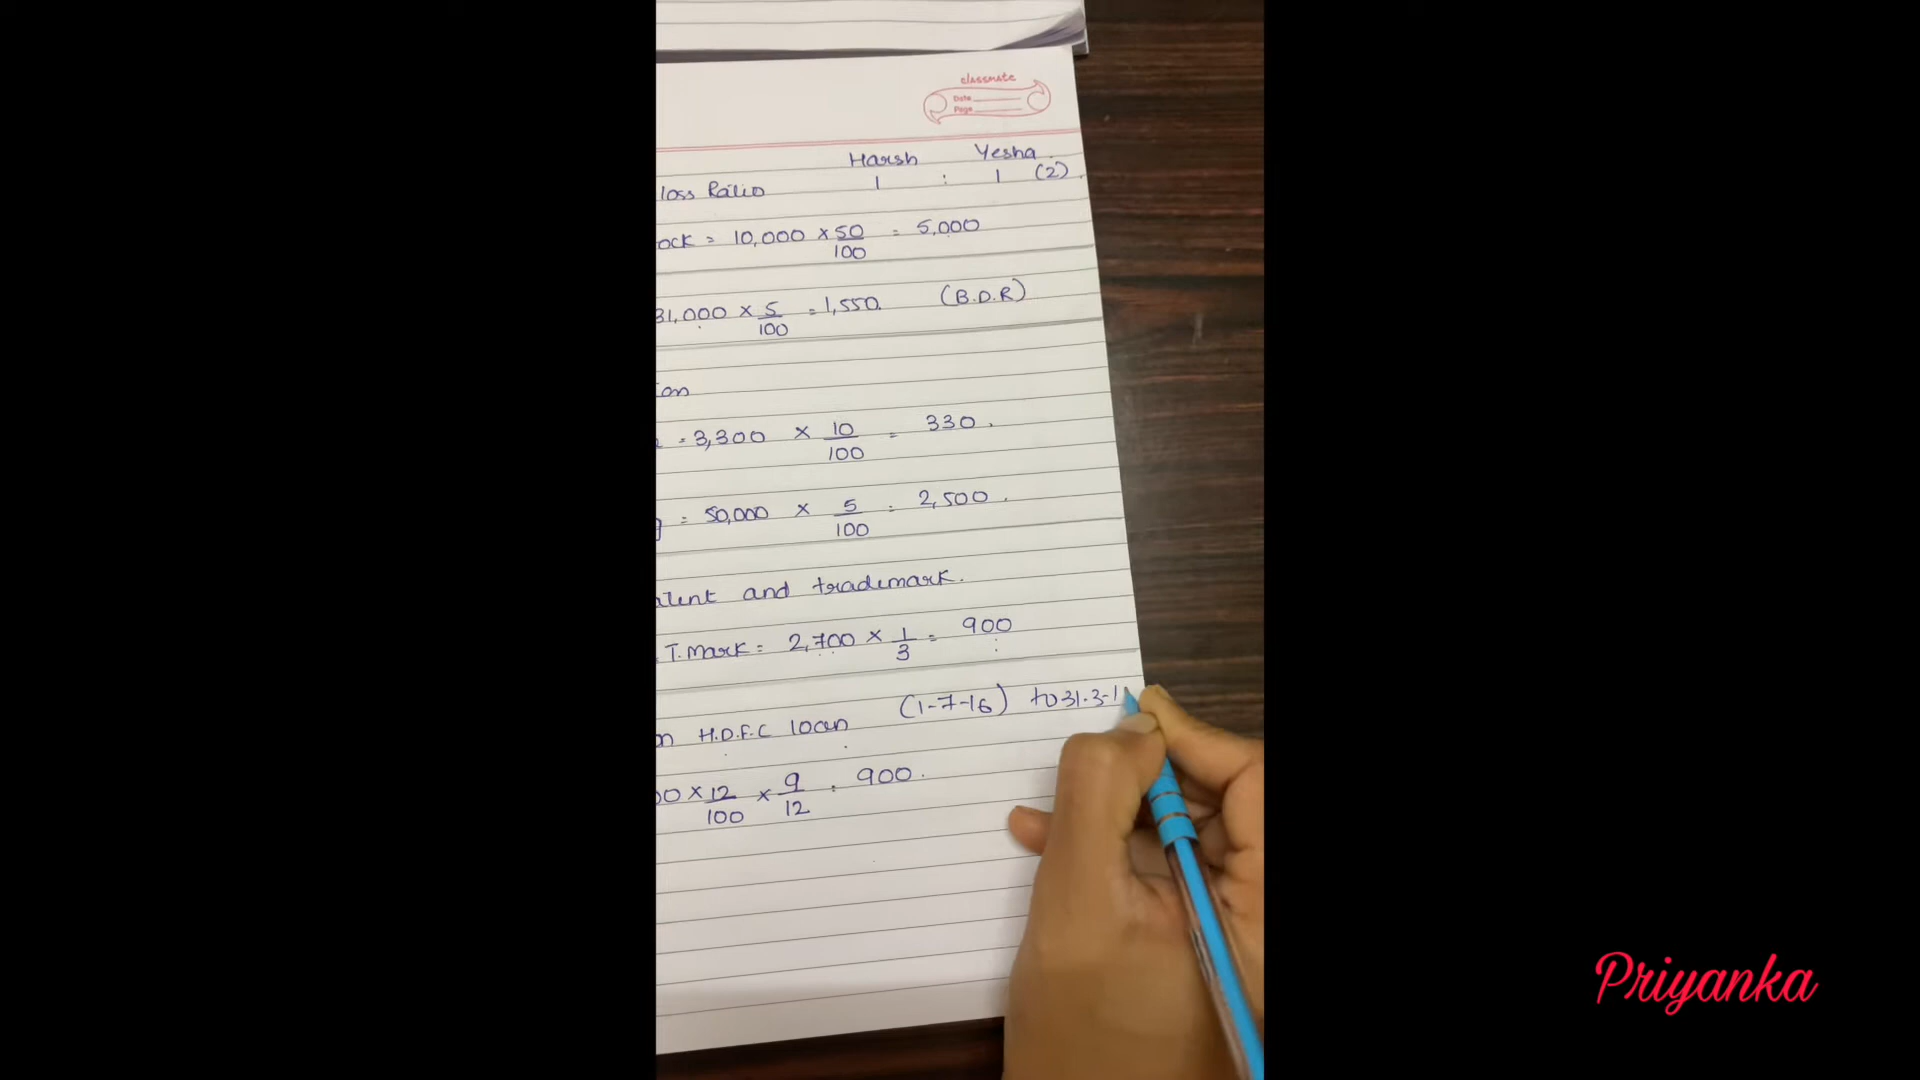 classmate
Date
Page
Harsh Yesha.
loss Ratio 1 : 1 (2).
ock = 10,000 × 50/100 = 5,000
31,000 × 5/100 = 1,550. (B.D.R)
ion
= 3,300 × 10/100 = 330.
g = 50,000 × 5/100 = 2,500.
atent and trademark.
T.Mark = 2,700 × 1/3 = 900
n H.D.F.C loan (1-7-16) to 31.3-1
00 × 12/100 × 9/12 = 900.
Priyanka